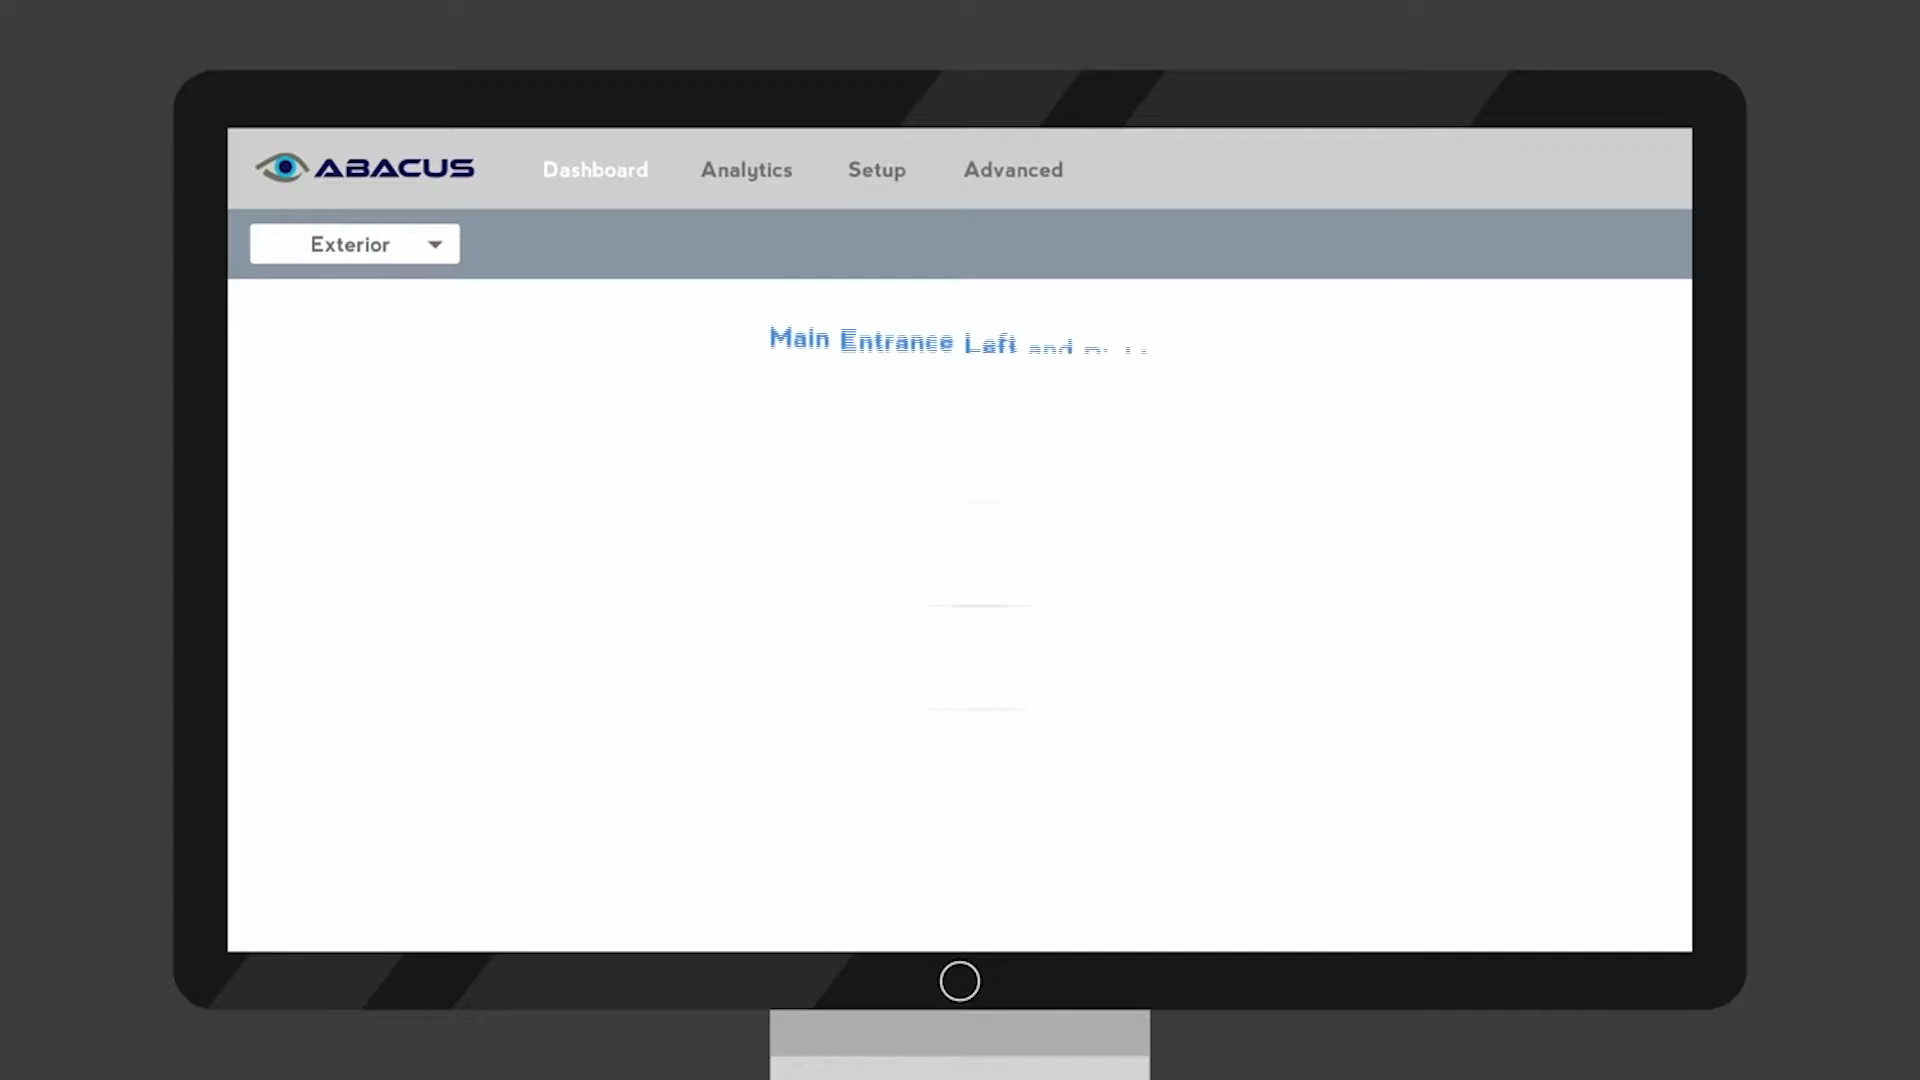 ABACUS Dashboard Analytics Setup Advanced
Exterior
Main Entrance Left and